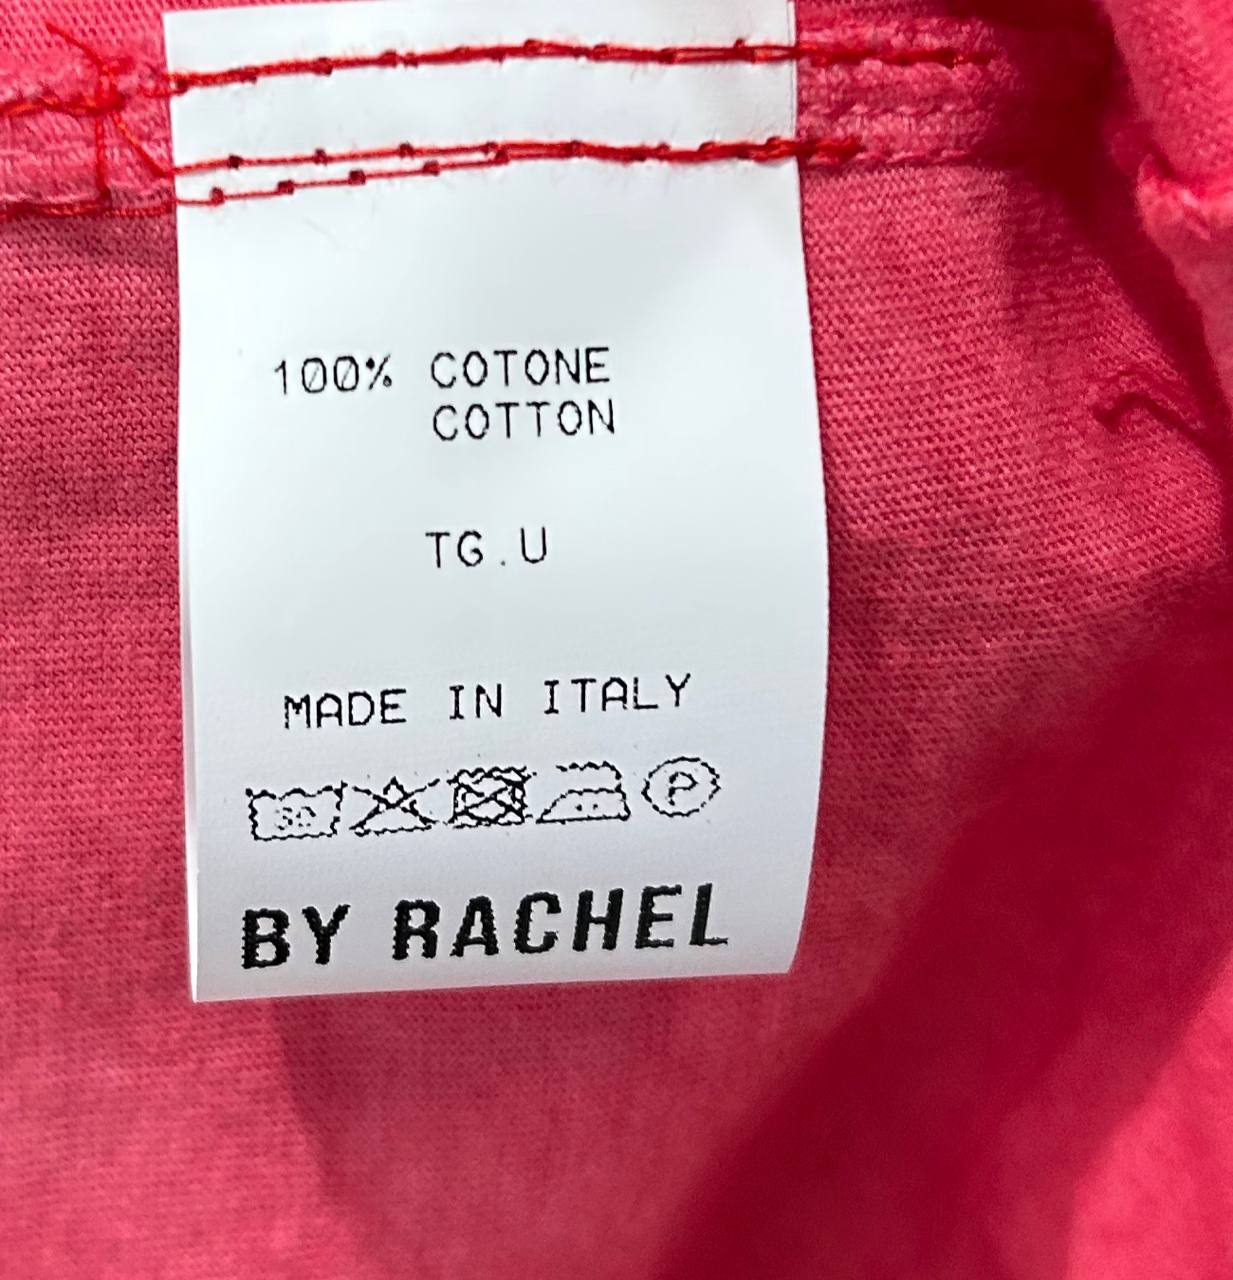 100% COTONE
COTTON
TG.U
MADE IN ITALY
30 P
BY RACHEL